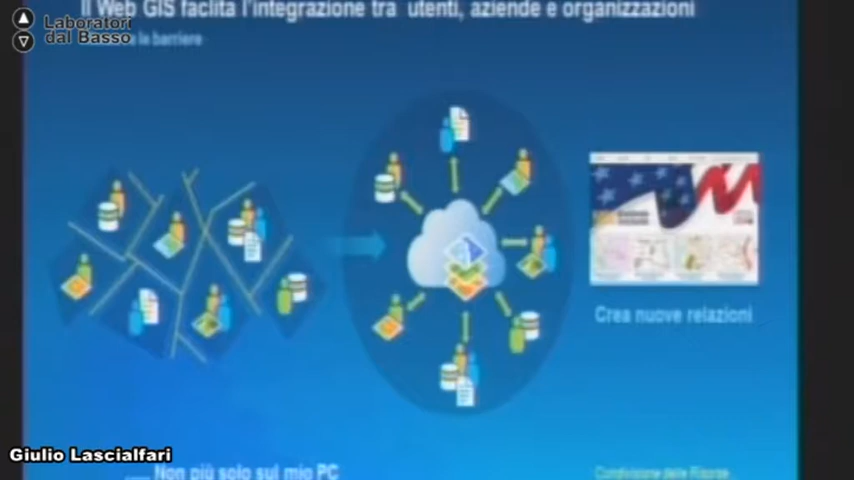 Il Web GIS faclita l'integrazione tra utenti, aziende e organizzazioni
Laboratori
dal Basso
le barriere
Crea nuove relazioni
Giulio Lascialfari
Non più solo sul mio PC
Condivisione delle Risorse